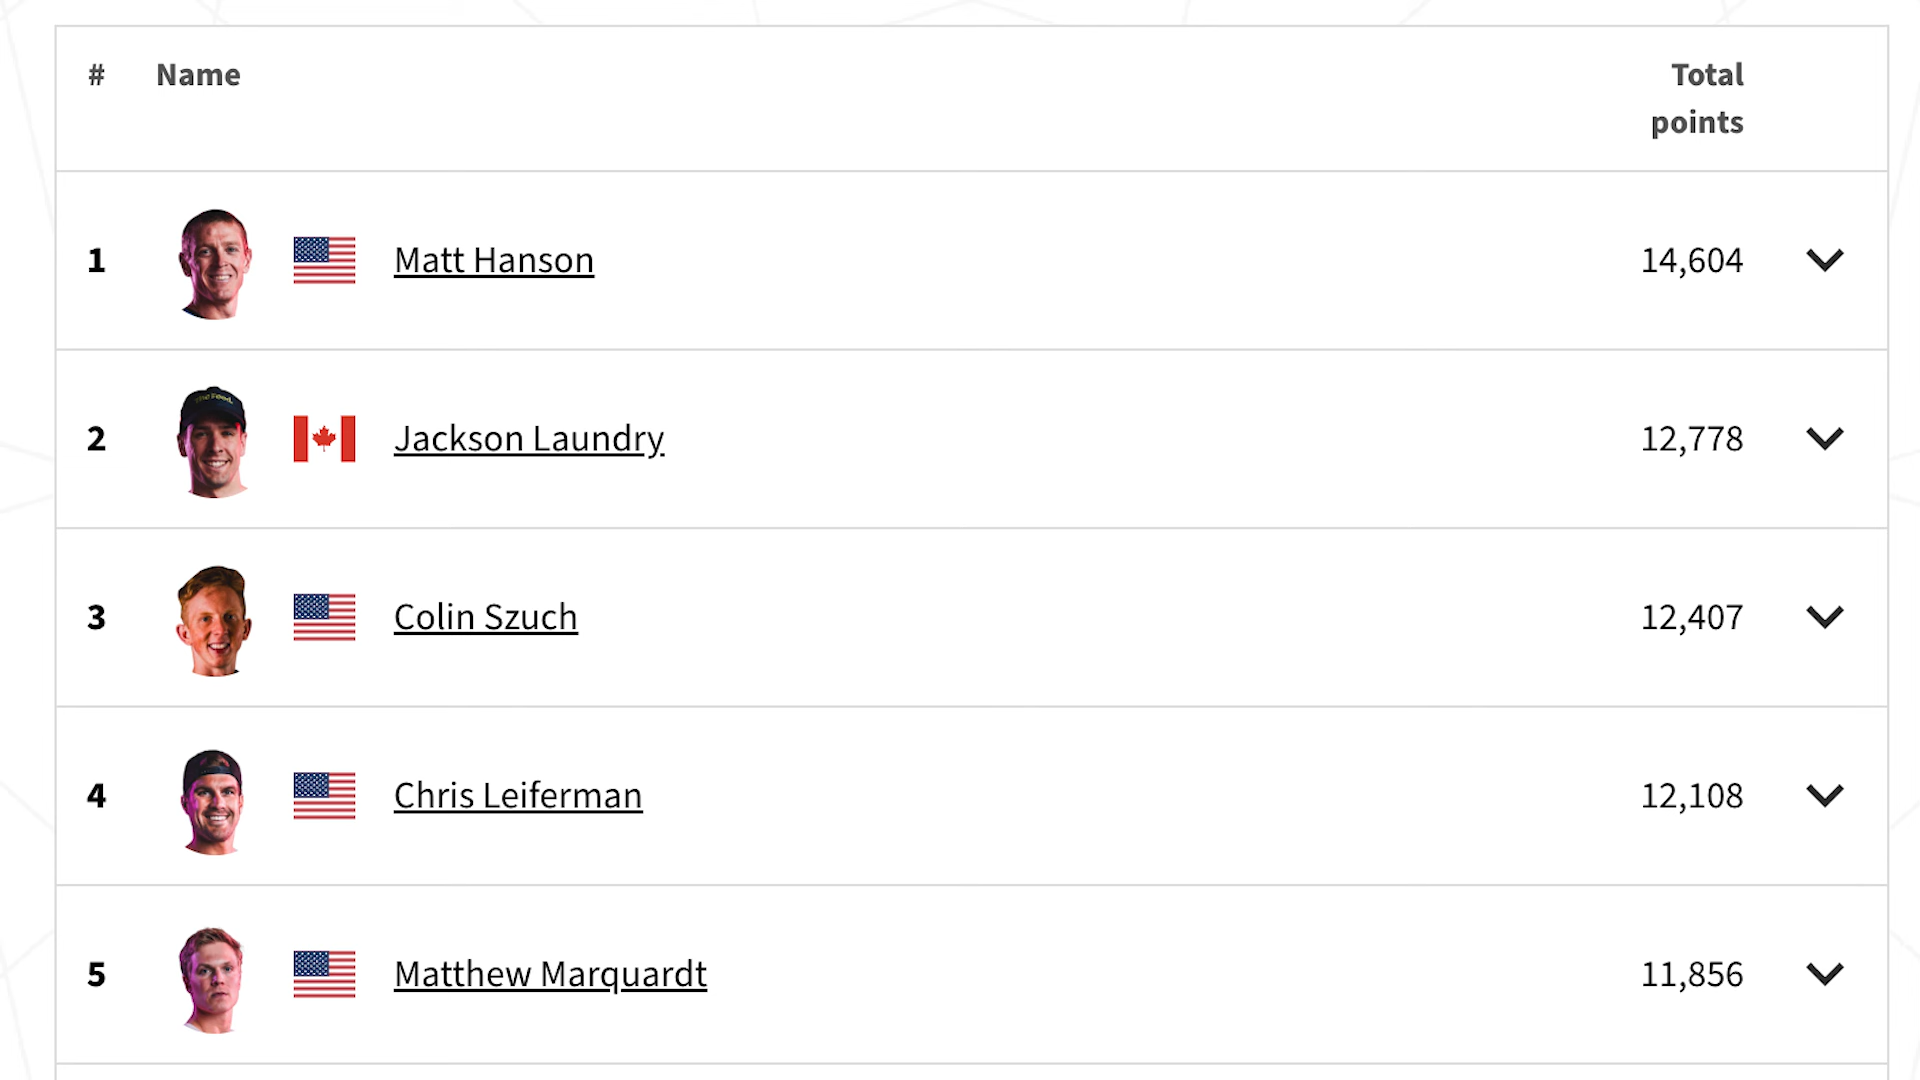 # Name Total
points
1 Matt Hanson 14,604
2 Jackson Laundry 12,778
3 Colin Szuch 12,407
4 Chris Leiferman 12,108
5 Matthew Marquardt 11,856